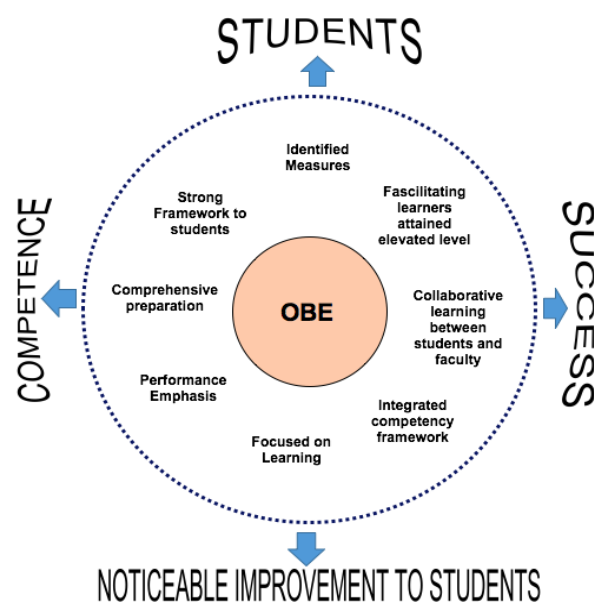 STUDENTS
Identified
Measures
Fascilitating
learners
attained
elevated level
Strong
Framework to
students
COMPETENCE
SUCCESS
Comprehensive
preparation
OBE
Collaborative
learning
between
students and
faculty
Performance
Emphasis
Integrated
competency
framework
Focused on
Learning
NOTICEABLE IMPROVEMENT TO STUDENTS